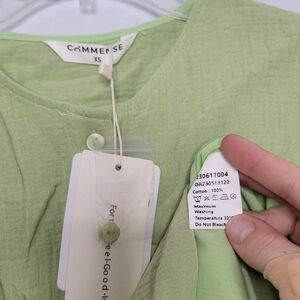 COMMENSE
XS
For a Feel-Good
230617004
OA230513122
Cotton: 100%
Maximum
Washing
Temperature 30°C
Do Not Bleach